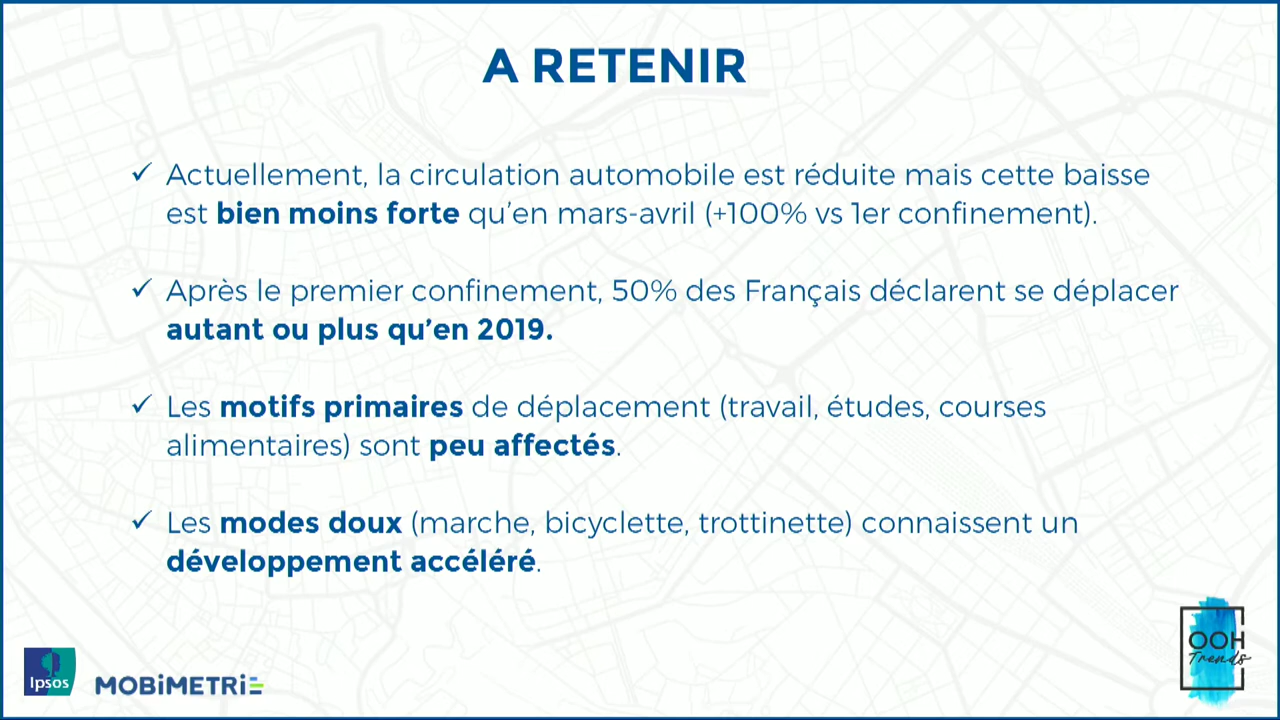 A RETENIR
✓ Actuellement, la circulation automobile est réduite mais cette baisse
est bien moins forte qu’en mars-avril (+100% vs 1er confinement).
✓ Après le premier confinement, 50% des Français déclarent se déplacer
autant ou plus qu’en 2019.
✓ Les motifs primaires de déplacement (travail, études, courses
alimentaires) sont peu affectés.
✓ Les modes doux (marche, bicyclette, trottinette) connaissent un
développement accéléré.
Ipsos
MOBiMETRiE
OOH
Trends